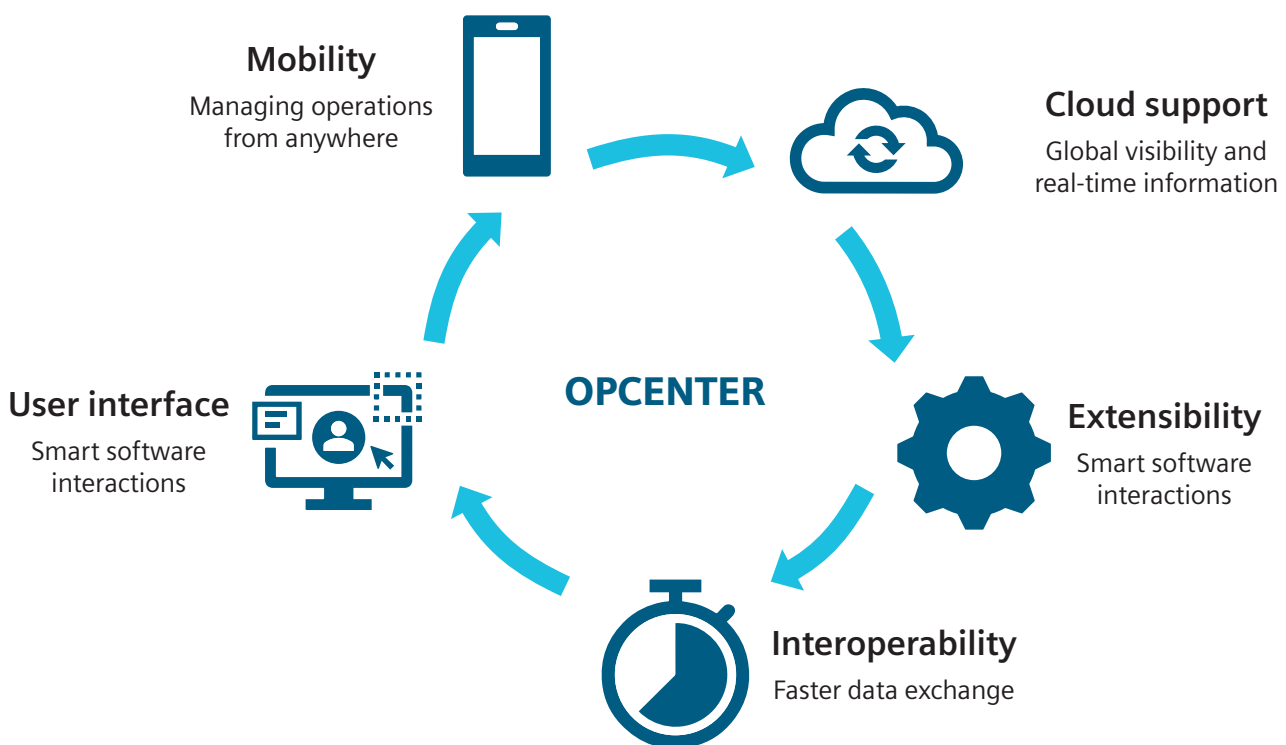 Mobility
Managing operations
from anywhere
Cloud support
Global visibility and
real-time information
OPCENTER
User interface
Smart software
interactions
Extensibility
Smart software
interactions
Interoperability
Faster data exchange